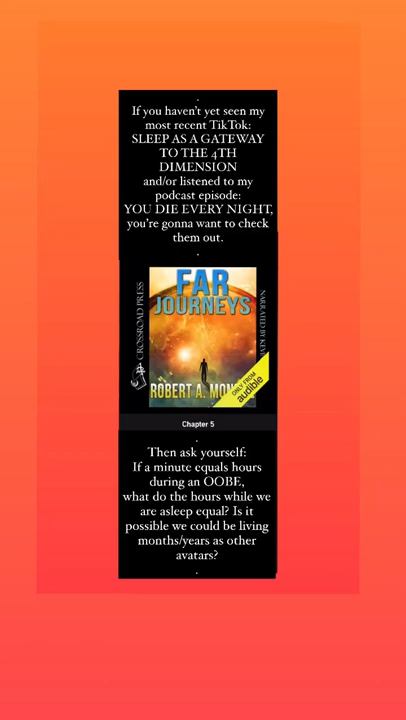 If you haven't yet seen my
most recent TikTok:
SLEEP AS A GATEWAY
TO THE 4TH
DIMENSION
and/or listened to my
podcast episode:
YOU DIE EVERY NIGHT,
you're gonna want to check
them out.
CROSSROAD PRESS
FAR
JOURNEYS
NARRATED BY
ROBERT A.
ONLY FROM
audible
Chapter 5
Then ask yourself:
If a minute equals hours
during an OOBE,
what do the hours while we
are asleep equal? Is it
possible we could be living
months/years as other
avatars?